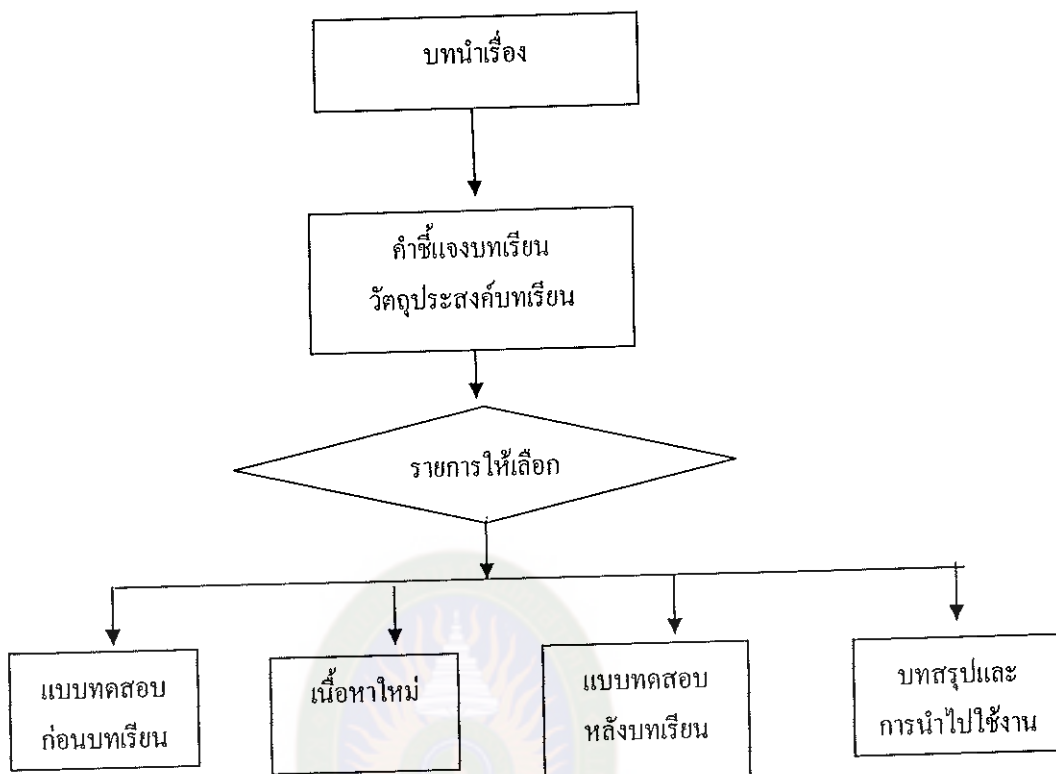 บทนำเรื่อง
คำชี้แจงบทเรียน
วัตถุประสงค์บทเรียน
รายการให้เลือก
แบบทดสอบ
ก่อนบทเรียน
เนื้อหาใหม่
แบบทดสอบ
หลังบทเรียน
บทสรุปและ
การนำไปใช้งาน